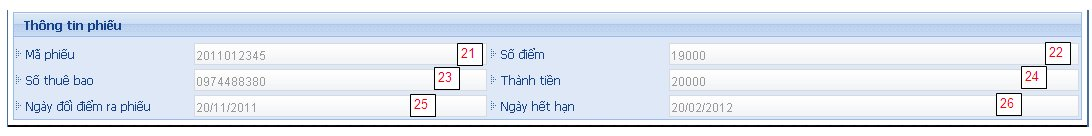 Thông tin phiếu
Mã phiếu 2011012345 21 Số điểm 19000 22
Số thuê bao 0974488380 23 Thành tiền 20000 24
Ngày đổi điểm ra phiếu 20/11/2011 25 Ngày hết hạn 20/02/2012 26